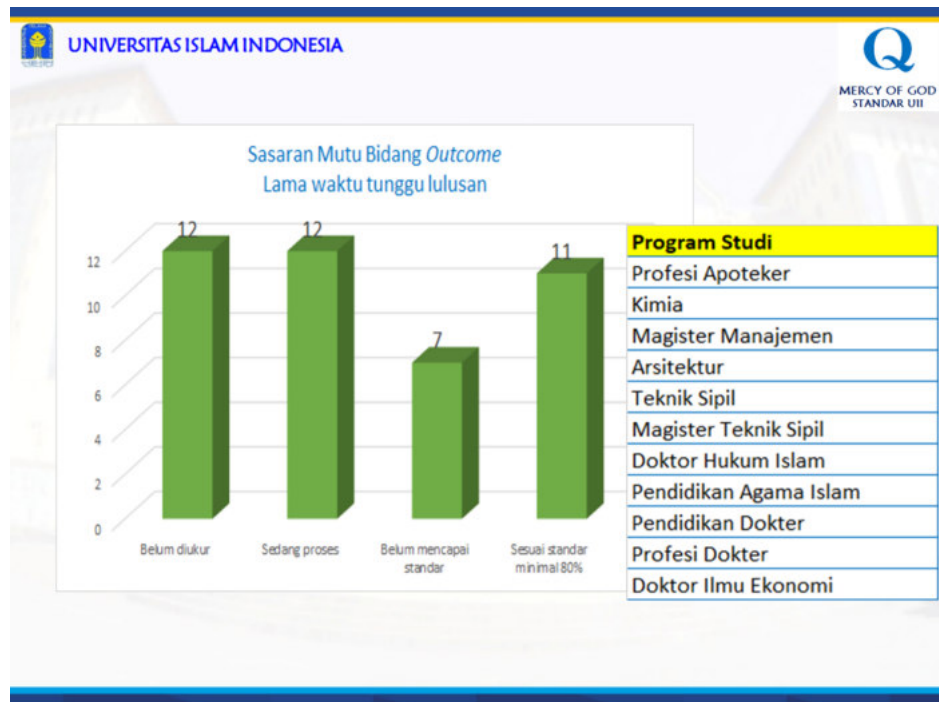 UNIVERSITAS ISLAM INDONESIA
Q
MERCY OF GOD
STANDAR UII
Sasaran Mutu Bidang Outcome
Lama waktu tunggu lulusan
12
12
7
11
12
10
8
6
4
2
0
Belum diukur
Sedang proses
Belum mencapai
standar
Sesuai standar
minimal 80%
Program Studi
Profesi Apoteker
Kimia
Magister Manajemen
Arsitektur
Teknik Sipil
Magister Teknik Sipil
Doktor Hukum Islam
Pendidikan Agama Islam
Pendidikan Dokter
Profesi Dokter
Doktor Ilmu Ekonomi